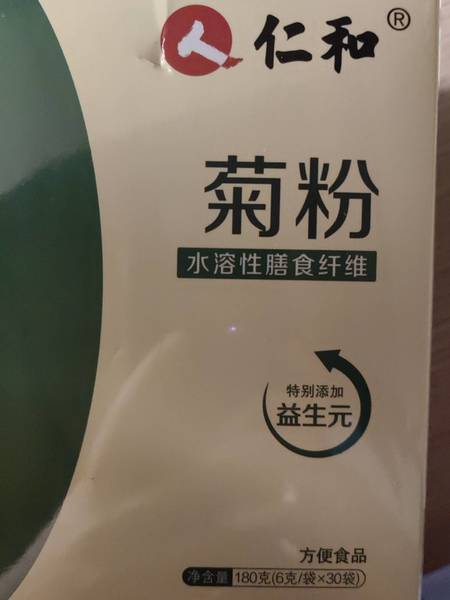 人 仁和®
菊粉
水溶性膳食纤维
特别添加
益生元
方便食品
净含量 180克(6克/袋×30袋)